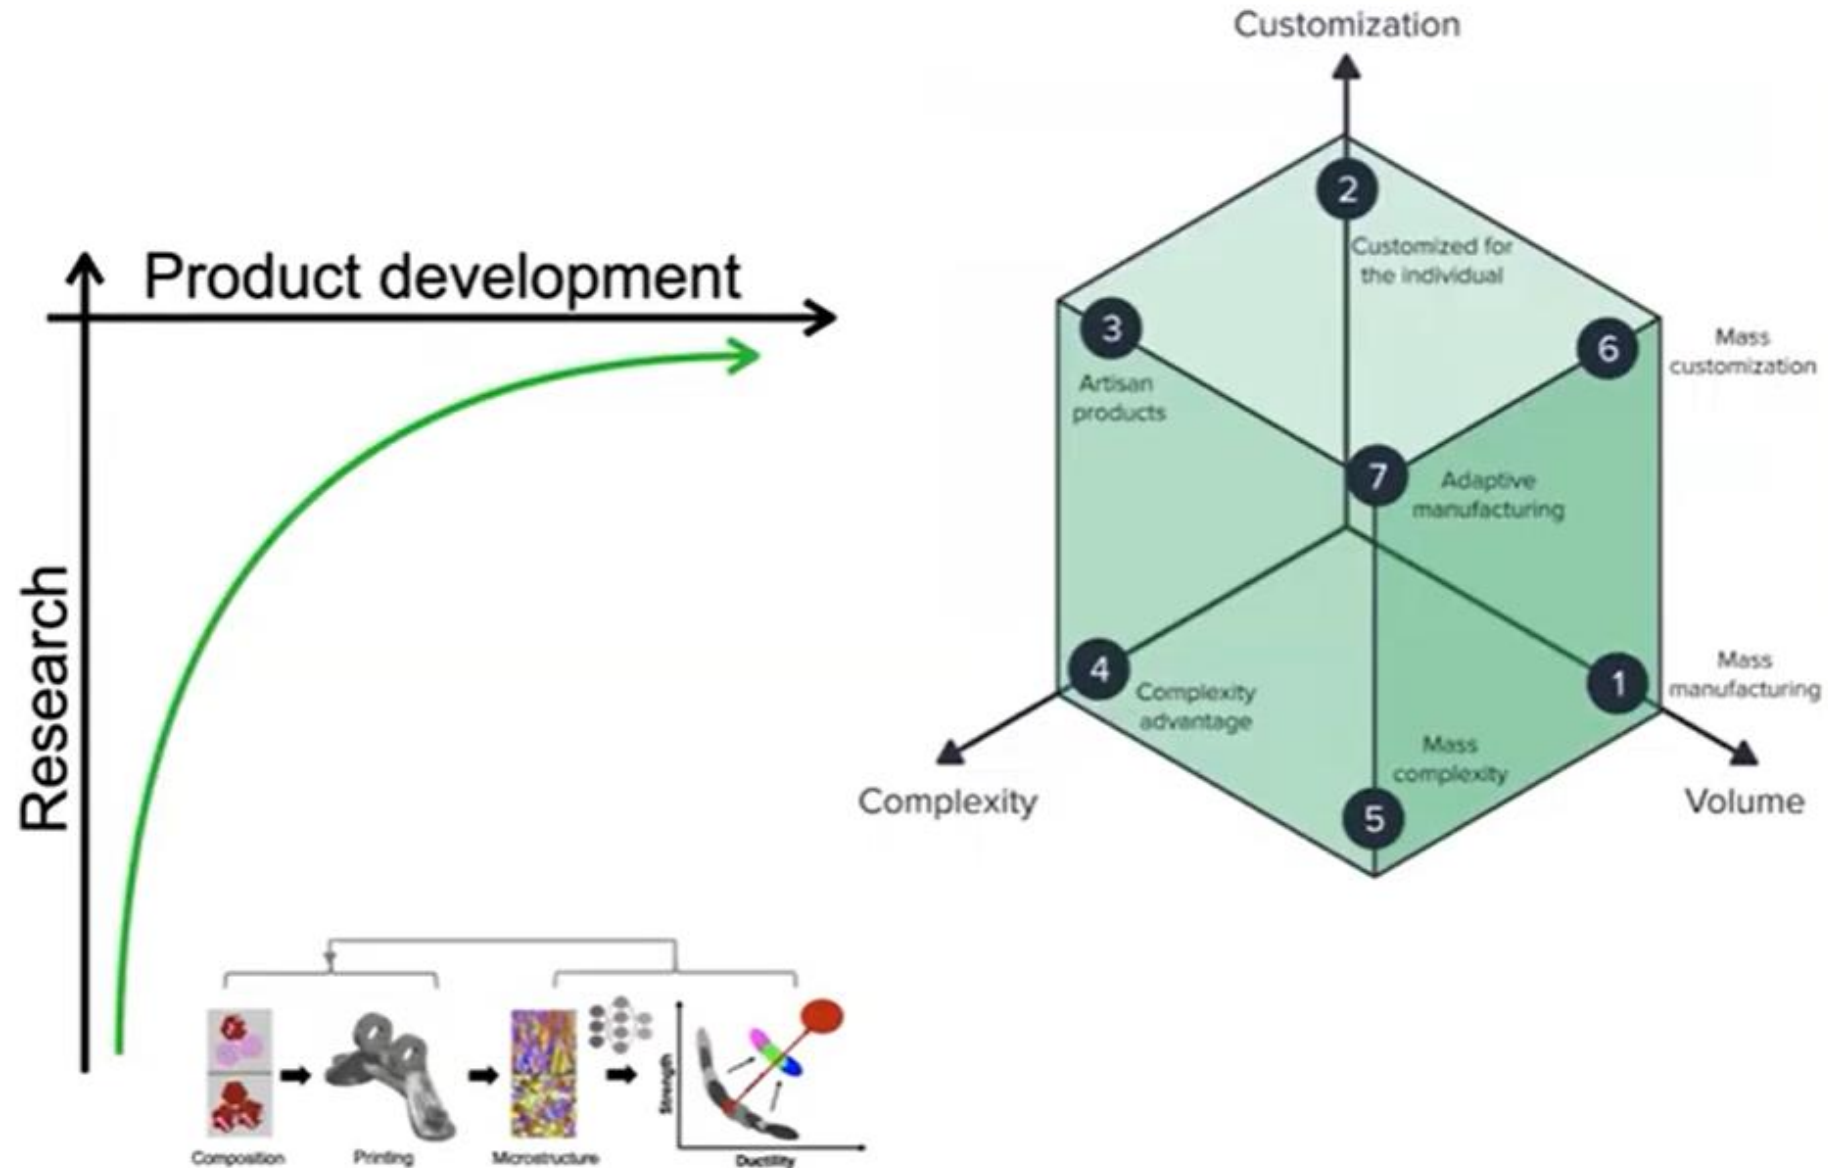 Product development
Research
Composition
Printing
Microstructure
Strength
Ductility
Customization
2
Customized for
the individual
3
Artisan
products
6
Mass
customization
7
Adaptive
manufacturing
4
Complexity
advantage
1
Mass
manufacturing
Mass
complexity
5
Complexity
Volume